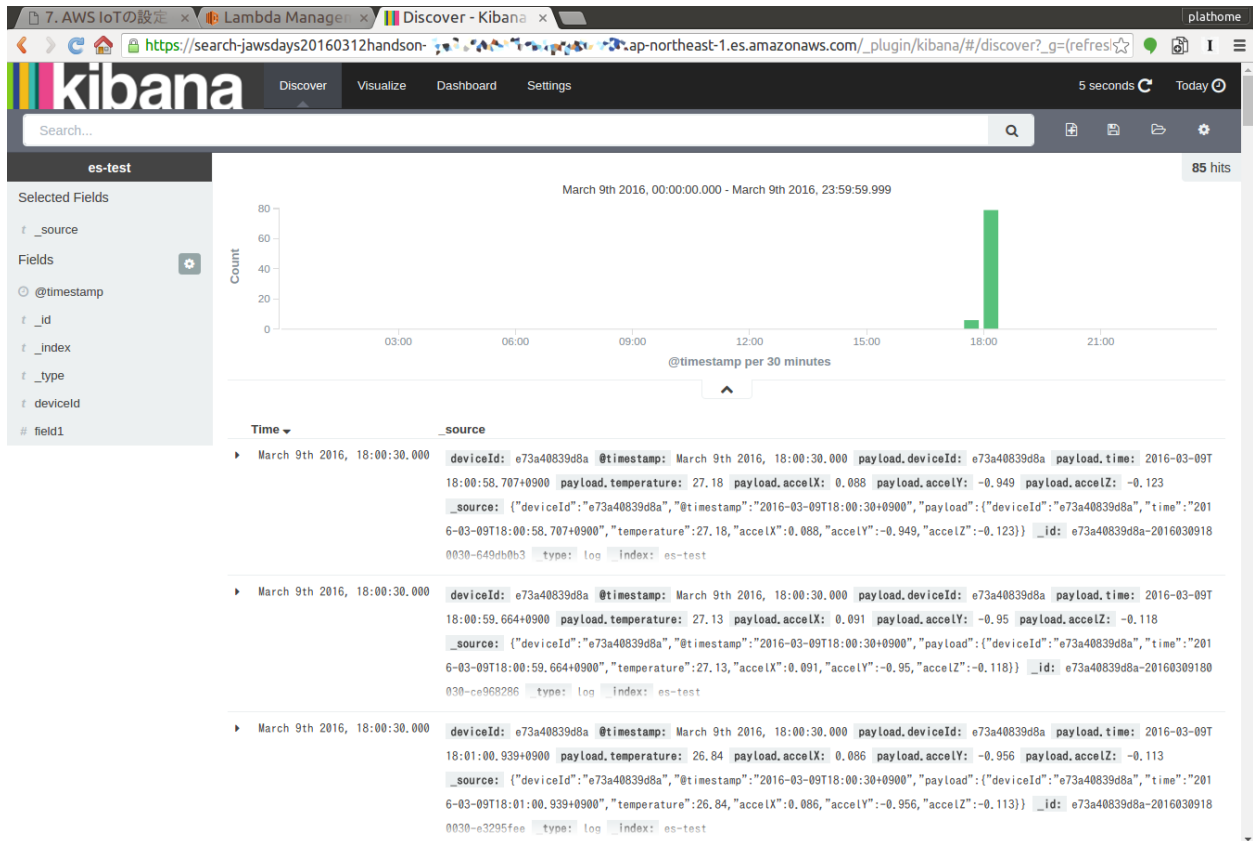 7. AWS IoTの設定 × Lambda Managen × Discover - Kibana × plathome
https://search-jawsdays20160312handson- .ap-northeast-1.es.amazonaws.com/_plugin/kibana/#/discover?_g=(refres
kibana Discover Visualize Dashboard Settings 5 seconds Today
Search...
es-test 85 hits
Selected Fields
t _source
Fields
@timestamp
t _id
t _index
t _type
t deviceId
# field1
March 9th 2016, 00:00:00.000 - March 9th 2016, 23:59:59.999
Count
80
60
40
20
0
03:00 06:00 09:00 12:00 15:00 18:00 21:00
@timestamp per 30 minutes
Time _source
March 9th 2016, 18:00:30.000 deviceId: e73a40839d8a @timestamp: March 9th 2016, 18:00:30.000 payload.deviceId: e73a40839d8a payload.time: 2016-03-09T
18:00:58.707+0900 payload.temperature: 27.18 payload.accelX: 0.088 payload.accelY: -0.949 payload.accelZ: -0.123
_source: {"deviceId":"e73a40839d8a","@timestamp":"2016-03-09T18:00:30+0900","payload":{"deviceId":"e73a40839d8a","time":"201
6-03-09T18:00:58.707+0900","temperature":27.18,"accelX":0.088,"accelY":-0.949,"accelZ":-0.123}} _id: e73a40839d8a-2016030918
0030-649db0b3 _type: log _index: es-test
March 9th 2016, 18:00:30.000 deviceId: e73a40839d8a @timestamp: March 9th 2016, 18:00:30.000 payload.deviceId: e73a40839d8a payload.time: 2016-03-09T
18:00:59.664+0900 payload.temperature: 27.13 payload.accelX: 0.091 payload.accelY: -0.95 payload.accelZ: -0.118
_source: {"deviceId":"e73a40839d8a","@timestamp":"2016-03-09T18:00:30+0900","payload":{"deviceId":"e73a40839d8a","time":"201
6-03-09T18:00:59.664+0900","temperature":27.13,"accelX":0.091,"accelY":-0.95,"accelZ":-0.118}} _id: e73a40839d8a-20160309180
030-ce968286 _type: log _index: es-test
March 9th 2016, 18:00:30.000 deviceId: e73a40839d8a @timestamp: March 9th 2016, 18:00:30.000 payload.deviceId: e73a40839d8a payload.time: 2016-03-09T
18:01:00.939+0900 payload.temperature: 26.84 payload.accelX: 0.086 payload.accelY: -0.956 payload.accelZ: -0.113
_source: {"deviceId":"e73a40839d8a","@timestamp":"2016-03-09T18:00:30+0900","payload":{"deviceId":"e73a40839d8a","time":"201
6-03-09T18:01:00.939+0900","temperature":26.84,"accelX":0.086,"accelY":-0.956,"accelZ":-0.113}} _id: e73a40839d8a-2016030918
0030-e3295fee _type: log _index: es-test